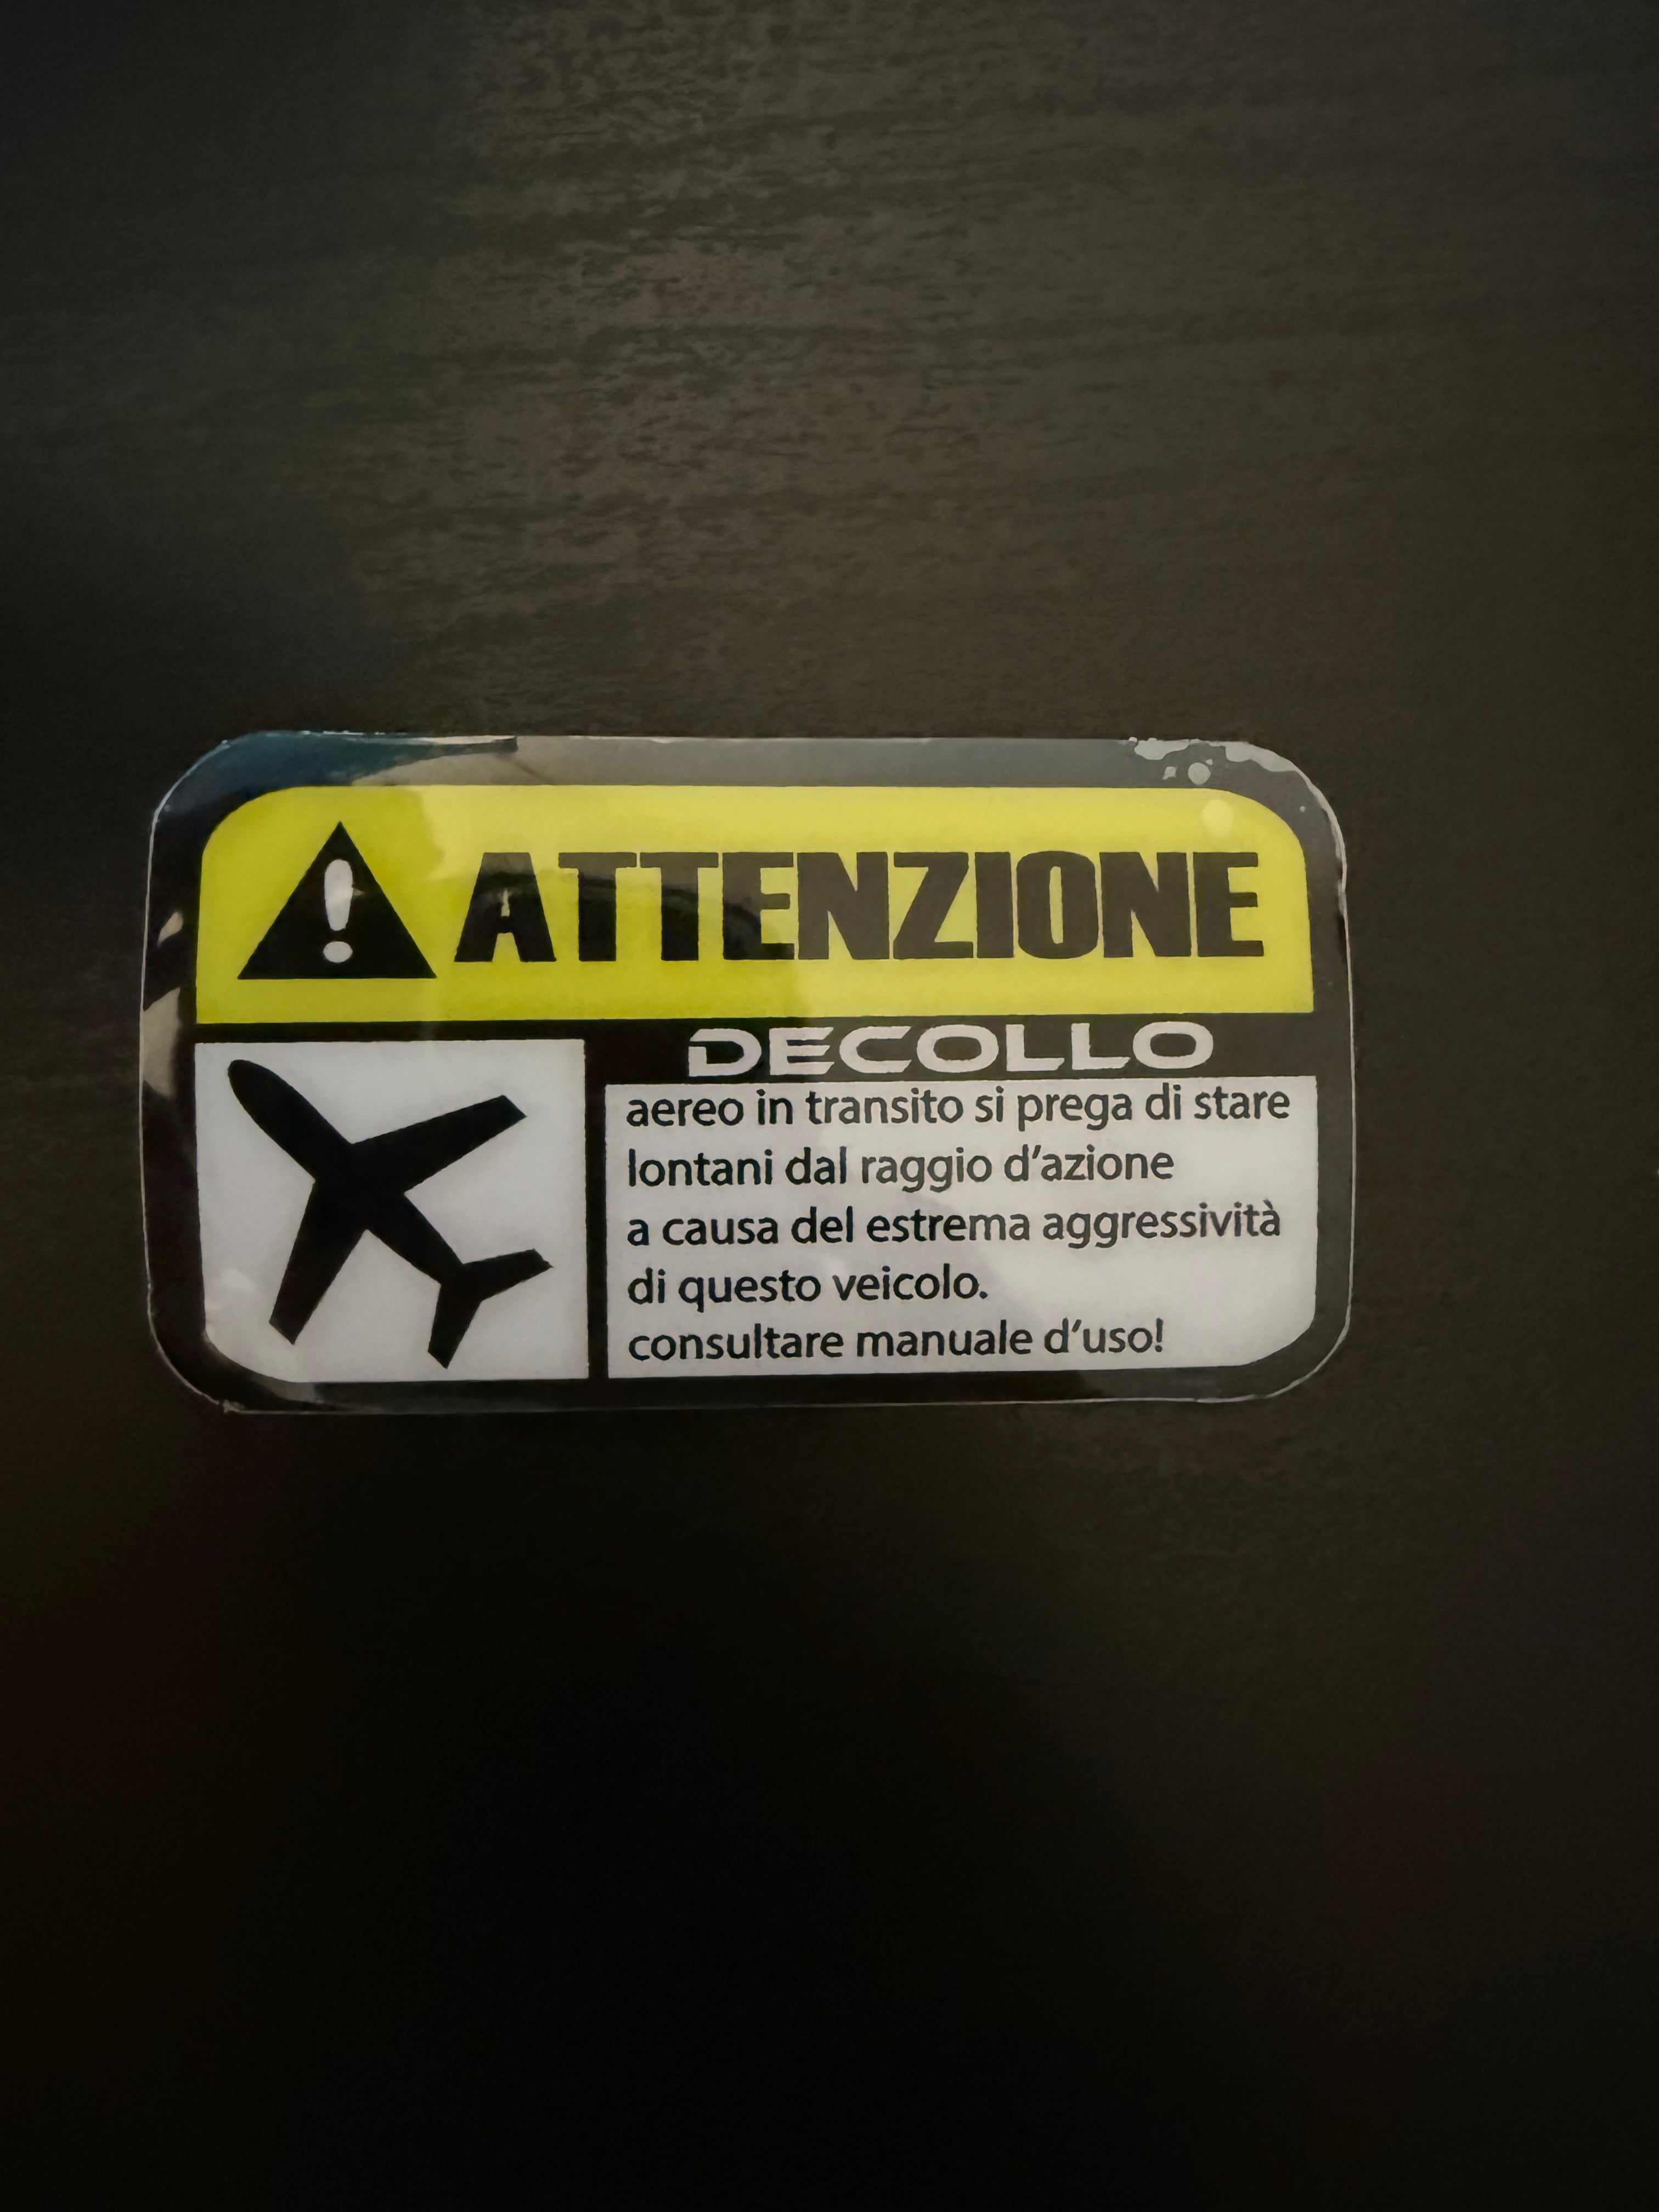 ATTENZIONE
DECOLLO
aereo in transito si prega di stare
lontani dal raggio d'azione
a causa del estrema aggressività
di questo veicolo.
consultare manuale d'uso!